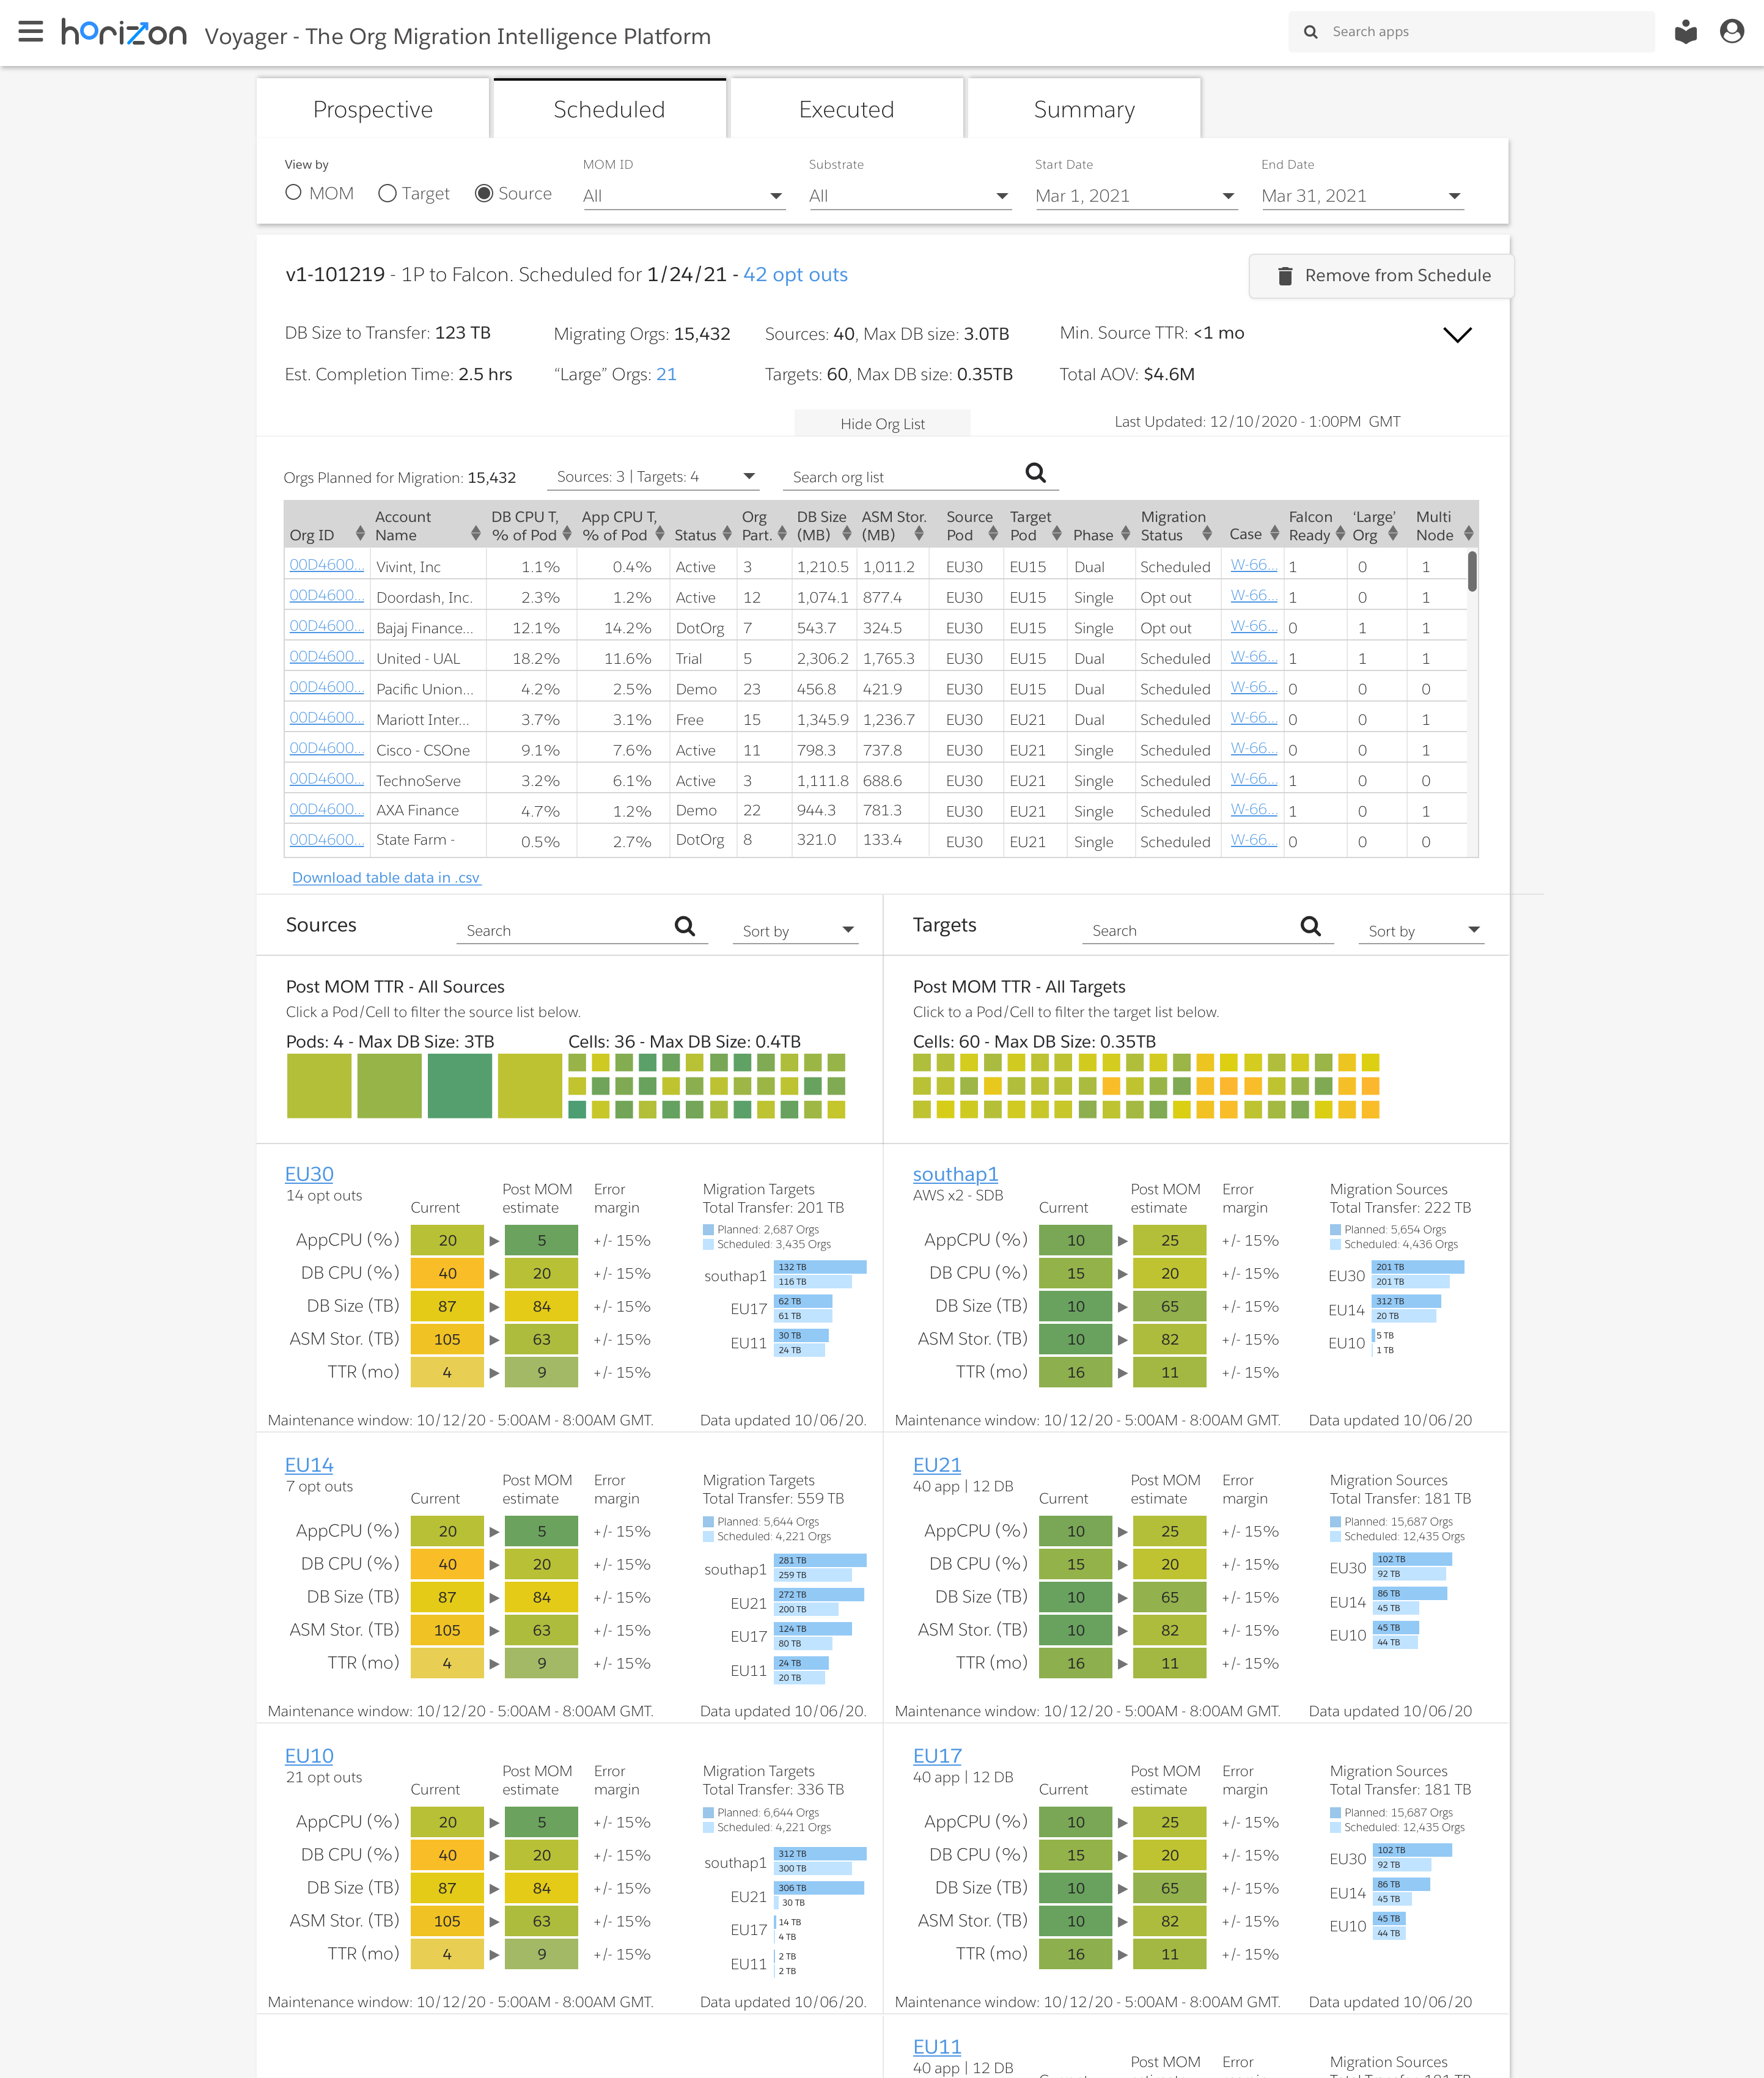 horizon Voyager - The Org Migration Intelligence Platform Search apps
Prospective Scheduled Executed Summary
View by MOM ID Substrate Start Date End Date
MOM Target Source All All Mar 1, 2021 Mar 31, 2021
v1-101219 - 1P to Falcon. Scheduled for 1/24/21 - 42 opt outs Remove from Schedule
DB Size to Transfer: 123 TB Migrating Orgs: 15,432 Sources: 40, Max DB size: 3.0TB Min. Source TTR: <1 mo
Est. Completion Time: 2.5 hrs “Large” Orgs: 21 Targets: 60, Max DB size: 0.35TB Total AOV: $4.6M
Hide Org List Last Updated: 12/10/2020 - 1:00PM GMT
Orgs Planned for Migration: 15,432 Sources: 3 | Targets: 4 Search org list
Account DB CPU T, App CPU T, Org DB Size ASM Stor. Source Target Migration Falcon ‘Large’ Multi
Org ID Name % of Pod % of Pod Status Part. (MB) (MB) Pod Pod Phase Status Case Ready Org Node
00D4600... Vivint, Inc 1.1% 0.4% Active 3 1,210.5 1,011.2 EU30 EU15 Dual Scheduled W-66... 1 0 1
00D4600... Doordash, Inc. 2.3% 1.2% Active 12 1,074.1 877.4 EU30 EU15 Single Opt out W-66... 1 0 1
00D4600... Bajaj Finance... 12.1% 14.2% DotOrg 7 543.7 324.5 EU30 EU15 Single Opt out W-66... 0 1 1
00D4600... United - UAL 18.2% 11.6% Trial 5 2,306.2 1,765.3 EU30 EU15 Dual Scheduled W-66... 1 1 1
00D4600... Pacific Union... 4.2% 2.5% Demo 23 456.8 421.9 EU30 EU15 Dual Scheduled W-66... 0 0 0
00D4600... Mariott Inter... 3.7% 3.1% Free 15 1,345.9 1,236.7 EU30 EU21 Dual Scheduled W-66... 0 0 1
00D4600... Cisco - CSOne 9.1% 7.6% Active 11 798.3 737.8 EU30 EU21 Single Scheduled W-66... 0 0 1
00D4600... TechnoServe 3.2% 6.1% Active 3 1,111.8 688.6 EU30 EU21 Single Scheduled W-66... 1 0 0
00D4600... AXA Finance 4.7% 1.2% Demo 22 944.3 781.3 EU30 EU21 Single Scheduled W-66... 1 0 1
00D4600... State Farm - 0.5% 2.7% DotOrg 8 321.0 133.4 EU30 EU21 Single Scheduled W-66... 0 0 0
Download table data in .csv
Sources Search Sort by
Post MOM TTR - All Sources
Click a Pod/Cell to filter the source list below.
Pods: 4 - Max DB Size: 3TB Cells: 36 - Max DB Size: 0.4TB
Targets Search Sort by
Post MOM TTR - All Targets
Click to a Pod/Cell to filter the target list below.
Cells: 60 - Max DB Size: 0.35TB
EU30
14 opt outs
Current Post MOM estimate Error margin
AppCPU (%) 20 5 +/- 15%
DB CPU (%) 40 20 +/- 15%
DB Size (TB) 87 84 +/- 15%
ASM Stor. (TB) 105 63 +/- 15%
TTR (mo) 4 9 +/- 15%
Migration Targets
Total Transfer: 201 TB
Planned: 2,687 Orgs
Scheduled: 3,435 Orgs
southap1 132 TB 116 TB
EU17 62 TB 61 TB
EU11 30 TB 24 TB
Maintenance window: 10/12/20 - 5:00AM - 8:00AM GMT. Data updated 10/06/20.
southap1
AWS x2 - SDB
Current Post MOM estimate Error margin
AppCPU (%) 10 25 +/- 15%
DB CPU (%) 15 20 +/- 15%
DB Size (TB) 10 65 +/- 15%
ASM Stor. (TB) 10 82 +/- 15%
TTR (mo) 16 11 +/- 15%
Migration Sources
Total Transfer: 222 TB
Planned: 5,654 Orgs
Scheduled: 4,436 Orgs
EU30 201 TB 201 TB
EU14 312 TB 20 TB
EU10 5 TB 1 TB
Maintenance window: 10/12/20 - 5:00AM - 8:00AM GMT. Data updated 10/06/20
EU14
7 opt outs
Current Post MOM estimate Error margin
AppCPU (%) 20 5 +/- 15%
DB CPU (%) 40 20 +/- 15%
DB Size (TB) 87 84 +/- 15%
ASM Stor. (TB) 105 63 +/- 15%
TTR (mo) 4 9 +/- 15%
Migration Targets
Total Transfer: 559 TB
Planned: 5,644 Orgs
Scheduled: 4,221 Orgs
southap1 281 TB 259 TB
EU21 272 TB 200 TB
EU17 124 TB 80 TB
EU11 24 TB 20 TB
Maintenance window: 10/12/20 - 5:00AM - 8:00AM GMT. Data updated 10/06/20.
EU21
40 app | 12 DB
Current Post MOM estimate Error margin
AppCPU (%) 10 25 +/- 15%
DB CPU (%) 15 20 +/- 15%
DB Size (TB) 10 65 +/- 15%
ASM Stor. (TB) 10 82 +/- 15%
TTR (mo) 16 11 +/- 15%
Migration Sources
Total Transfer: 181 TB
Planned: 15,687 Orgs
Scheduled: 12,435 Orgs
EU30 102 TB 92 TB
EU14 86 TB 45 TB
EU10 45 TB 44 TB
Maintenance window: 10/12/20 - 5:00AM - 8:00AM GMT. Data updated 10/06/20
EU10
21 opt outs
Current Post MOM estimate Error margin
AppCPU (%) 20 5 +/- 15%
DB CPU (%) 40 20 +/- 15%
DB Size (TB) 87 84 +/- 15%
ASM Stor. (TB) 105 63 +/- 15%
TTR (mo) 4 9 +/- 15%
Migration Targets
Total Transfer: 336 TB
Planned: 6,644 Orgs
Scheduled: 4,221 Orgs
southap1 312 TB 300 TB
EU21 306 TB 30 TB
EU17 14 TB 4 TB
EU11 2 TB 2 TB
Maintenance window: 10/12/20 - 5:00AM - 8:00AM GMT. Data updated 10/06/20.
EU17
40 app | 12 DB
Current Post MOM estimate Error margin
AppCPU (%) 10 25 +/- 15%
DB CPU (%) 15 20 +/- 15%
DB Size (TB) 10 65 +/- 15%
ASM Stor. (TB) 10 82 +/- 15%
TTR (mo) 16 11 +/- 15%
Migration Sources
Total Transfer: 181 TB
Planned: 15,687 Orgs
Scheduled: 12,435 Orgs
EU30 102 TB 92 TB
EU14 86 TB 45 TB
EU10 45 TB 44 TB
Maintenance window: 10/12/20 - 5:00AM - 8:00AM GMT. Data updated 10/06/20
EU11
40 app | 12 DB Post MOM Error Migration Sources